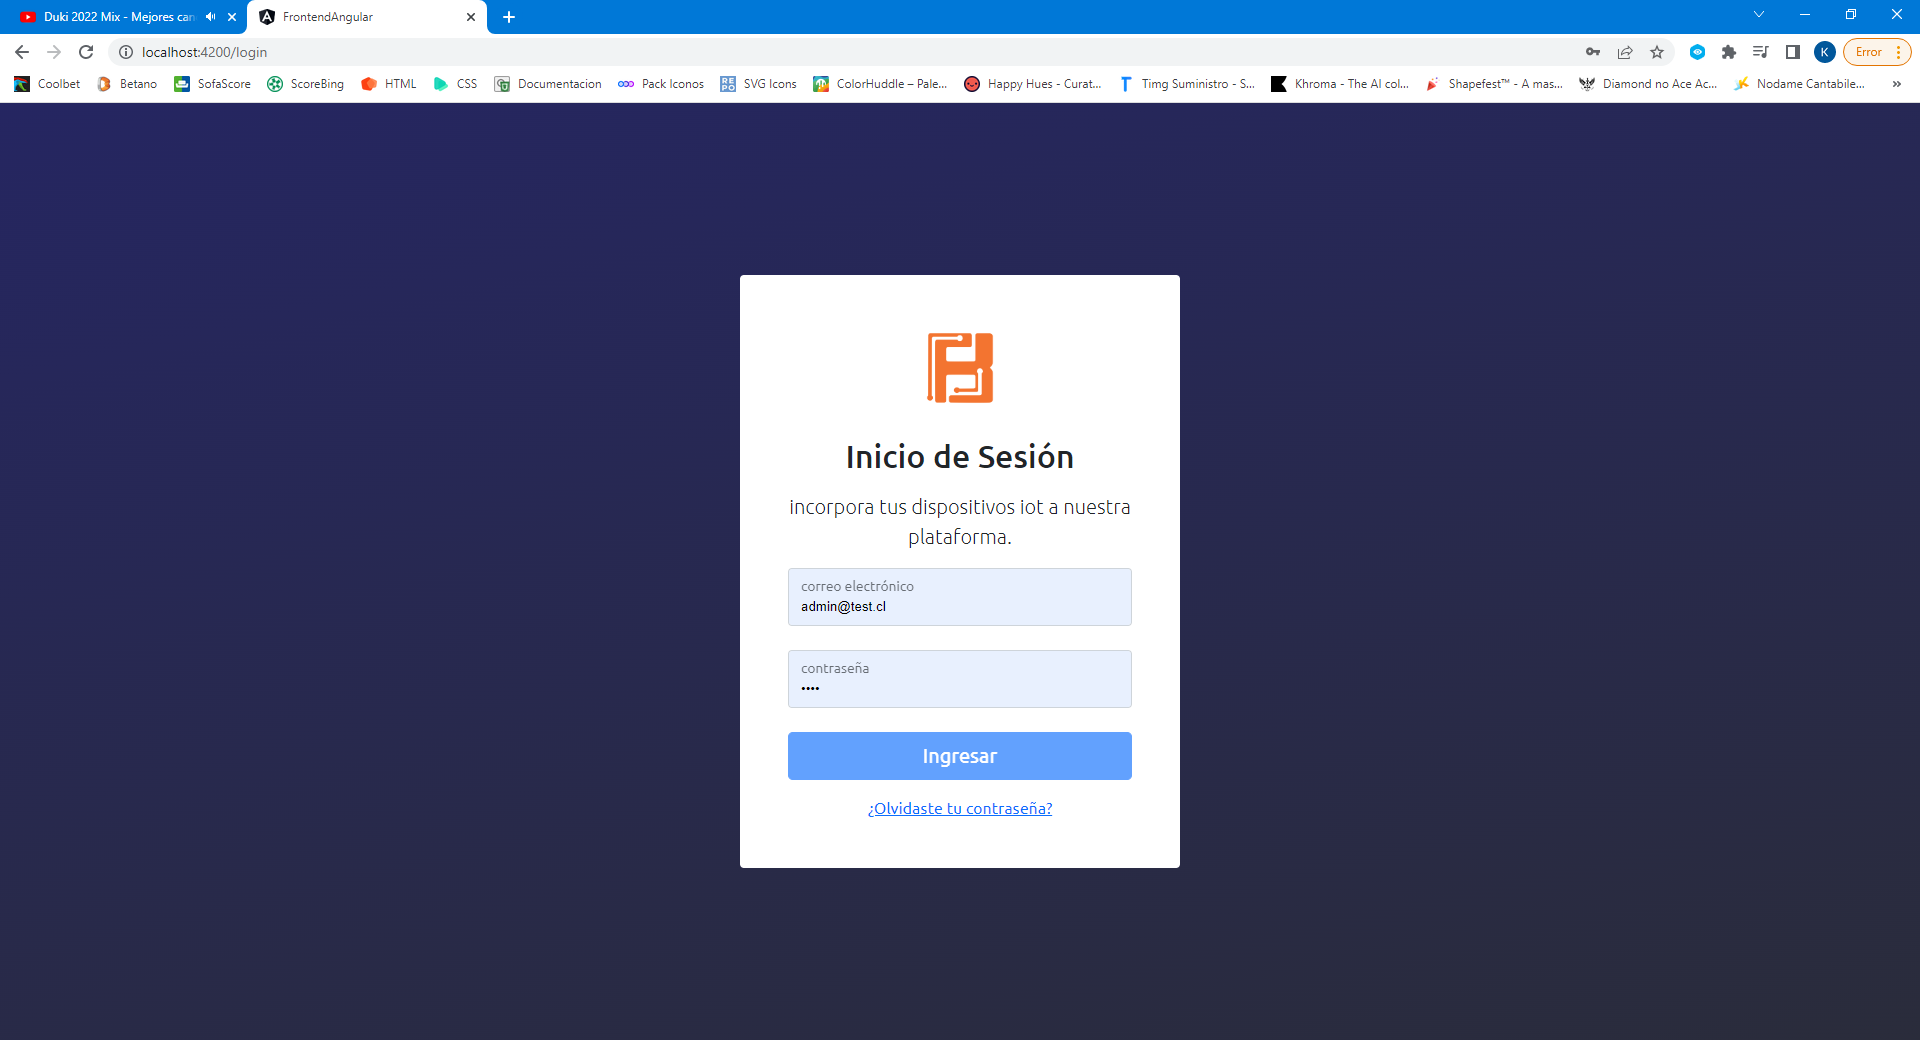 Duki 2022 Mix - Mejores can
FrontendAngular
localhost:4200/login
K
Error
Coolbet
Betano
SofaScore
ScoreBing
HTML
CSS
Documentacion
Pack Iconos
SVG Icons
ColorHuddle – Pale...
Happy Hues - Curat...
Timg Suministro - S...
Khroma - The AI col...
Shapefest™ - A mas...
Diamond no Ace Ac...
Nodame Cantabile...
»
Inicio de Sesión
incorpora tus dispositivos iot a nuestra
plataforma.
correo electrónico
admin@test.cl
contraseña
••••
Ingresar
¿Olvidaste tu contraseña?